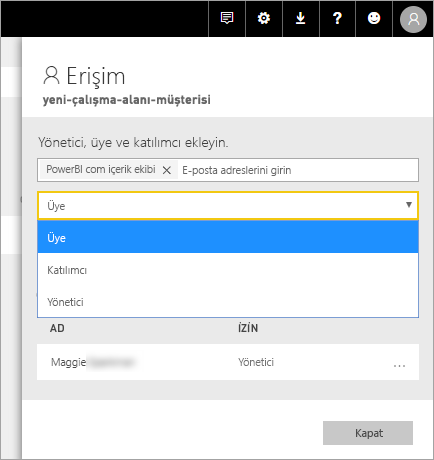 Erişim
yeni-çalışma-alanı-müşterisi
Yönetici, üye ve katılımcı ekleyin.
PowerBI com içerik ekibi × E-posta adreslerini girin
Üye
Üye
Katılımcı
Yönetici
AD İZİN
Maggie Yönetici ...
Kapat